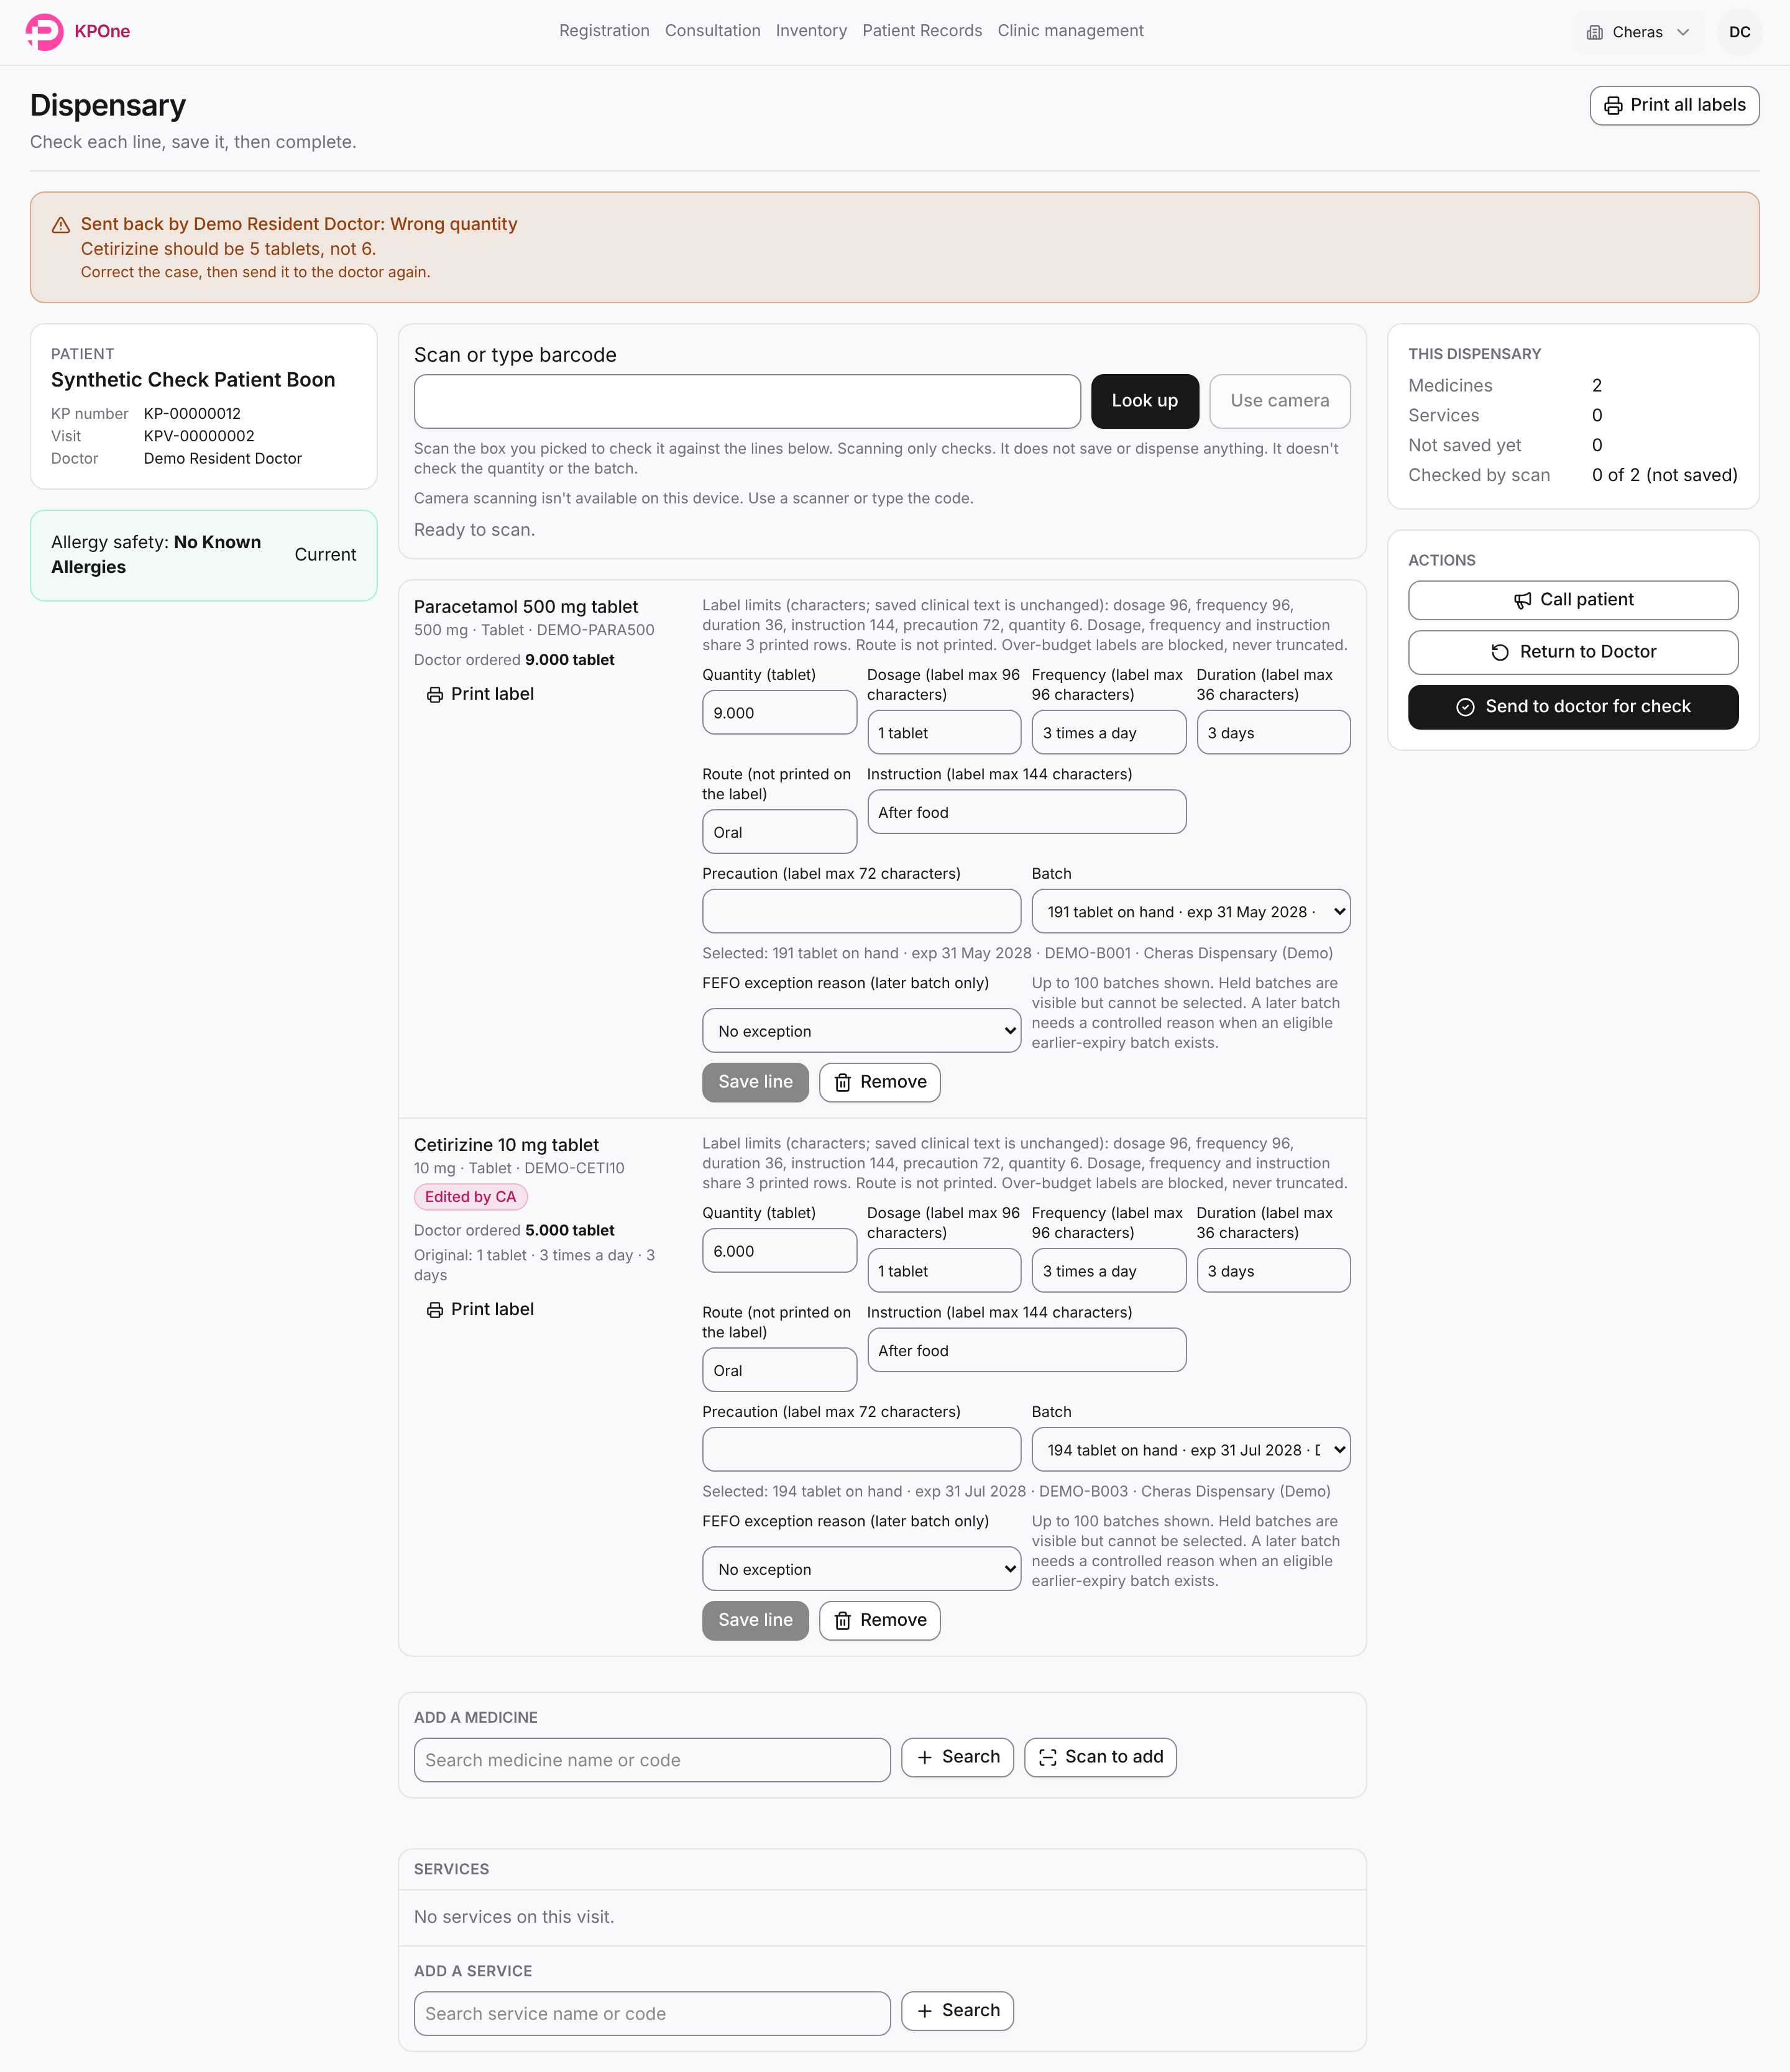 KPOne
Registration Consultation Inventory Patient Records Clinic management
Cheras
DC
Dispensary
Check each line, save it, then complete.
Print all labels
Sent back by Demo Resident Doctor: Wrong quantity
Cetirizine should be 5 tablets, not 6.
Correct the case, then send it to the doctor again.
PATIENT
Synthetic Check Patient Boon
KP number KP-00000012
Visit KPV-00000002
Doctor Demo Resident Doctor
Allergy safety: No Known
Allergies
Current
Scan or type barcode
Look up
Use camera
Scan the box you picked to check it against the lines below. Scanning only checks. It does not save or dispense anything. It doesn't
check the quantity or the batch.
Camera scanning isn't available on this device. Use a scanner or type the code.
Ready to scan.
Paracetamol 500 mg tablet
500 mg · Tablet · DEMO-PARA500
Doctor ordered 9.000 tablet
Print label
Label limits (characters; saved clinical text is unchanged): dosage 96, frequency 96,
duration 36, instruction 144, precaution 72, quantity 6. Dosage, frequency and instruction
share 3 printed rows. Route is not printed. Over-budget labels are blocked, never truncated.
Quantity (tablet)
9.000
Dosage (label max 96
characters)
1 tablet
Frequency (label max
96 characters)
3 times a day
Duration (label max
36 characters)
3 days
Route (not printed on
the label)
Oral
Instruction (label max 144 characters)
After food
Precaution (label max 72 characters)
Batch
191 tablet on hand · exp 31 May 2028 ·
Selected: 191 tablet on hand · exp 31 May 2028 · DEMO-B001 · Cheras Dispensary (Demo)
FEFO exception reason (later batch only)
No exception
Up to 100 batches shown. Held batches are
visible but cannot be selected. A later batch
needs a controlled reason when an eligible
earlier-expiry batch exists.
Save line
Remove
Cetirizine 10 mg tablet
10 mg · Tablet · DEMO-CETI10
Edited by CA
Doctor ordered 5.000 tablet
Original: 1 tablet · 3 times a day · 3
days
Print label
Label limits (characters; saved clinical text is unchanged): dosage 96, frequency 96,
duration 36, instruction 144, precaution 72, quantity 6. Dosage, frequency and instruction
share 3 printed rows. Route is not printed. Over-budget labels are blocked, never truncated.
Quantity (tablet)
6.000
Dosage (label max 96
characters)
1 tablet
Frequency (label max
96 characters)
3 times a day
Duration (label max
36 characters)
3 days
Route (not printed on
the label)
Oral
Instruction (label max 144 characters)
After food
Precaution (label max 72 characters)
Batch
194 tablet on hand · exp 31 Jul 2028 ·
Selected: 194 tablet on hand · exp 31 Jul 2028 · DEMO-B003 · Cheras Dispensary (Demo)
FEFO exception reason (later batch only)
No exception
Up to 100 batches shown. Held batches are
visible but cannot be selected. A later batch
needs a controlled reason when an eligible
earlier-expiry batch exists.
Save line
Remove
ADD A MEDICINE
Search medicine name or code
Search
Scan to add
SERVICES
No services on this visit.
ADD A SERVICE
Search service name or code
Search
THIS DISPENSARY
Medicines 2
Services 0
Not saved yet 0
Checked by scan 0 of 2 (not saved)
ACTIONS
Call patient
Return to Doctor
Send to doctor for check